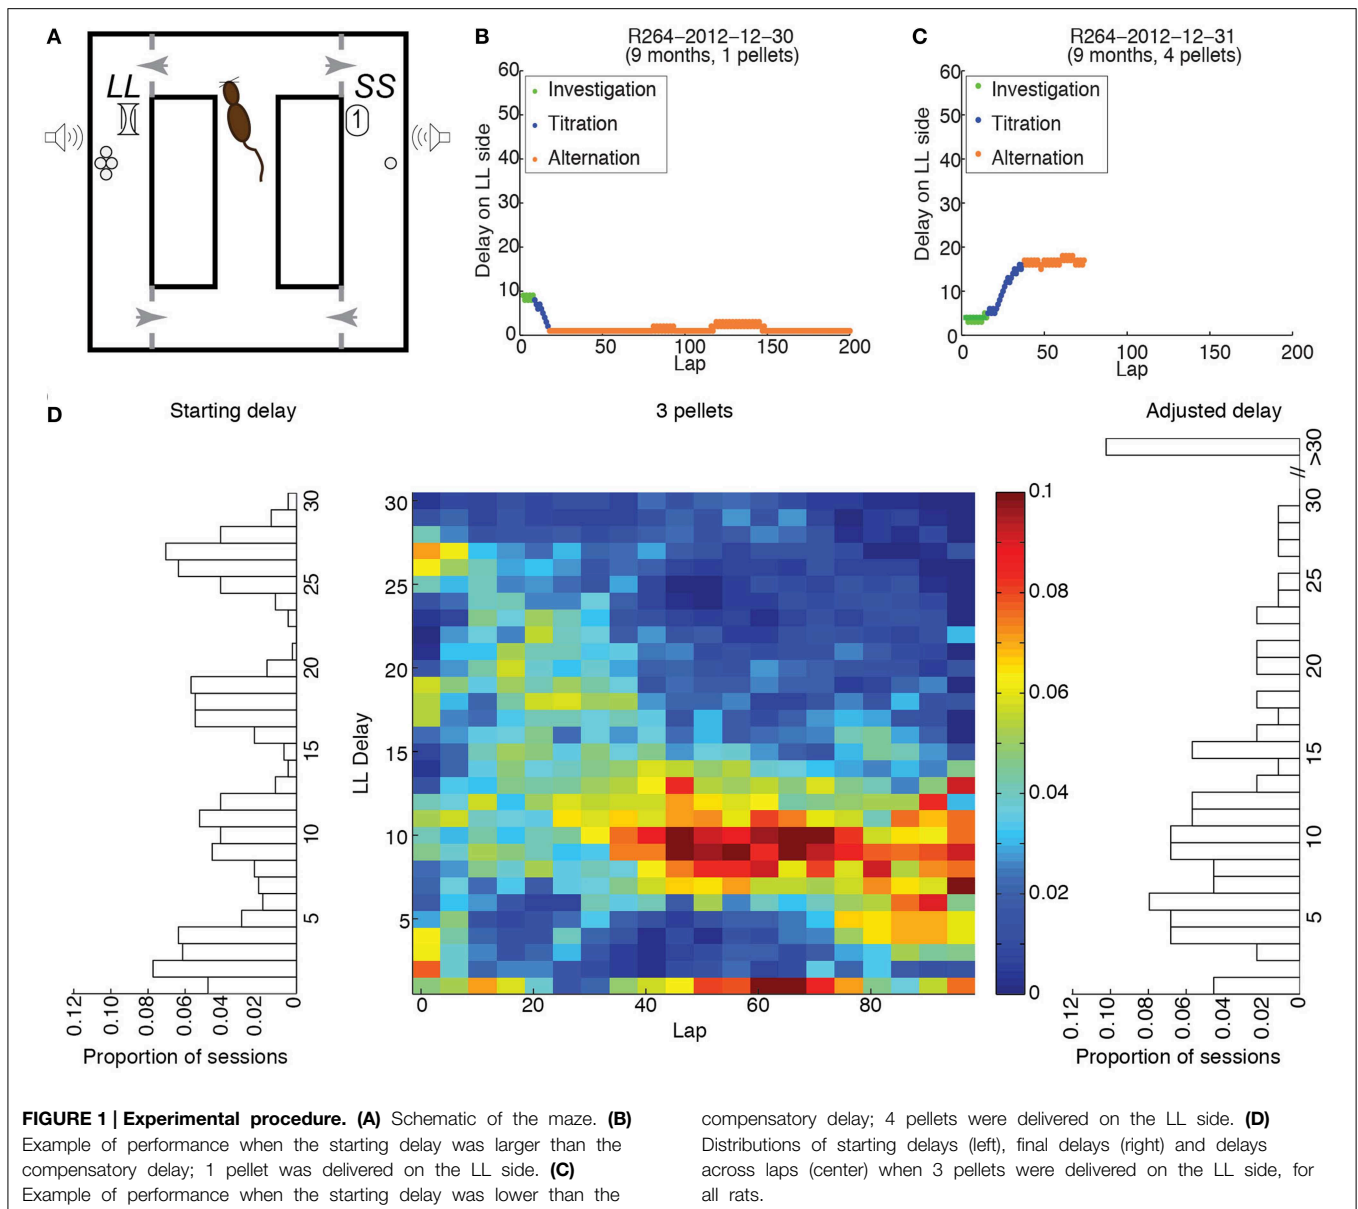 A
LL
SS
1
B
R264−2012−12−30
(9 months, 1 pellets)
Delay on LL side
60
50
40
30
20
10
0
Investigation
Titration
Alternation
0
50
100
150
200
Lap
C
R264−2012−12−31
(9 months, 4 pellets)
Delay on LL side
60
50
40
30
20
10
0
Investigation
Titration
Alternation
0
50
100
150
200
Lap
D
Starting delay
30
25
20
15
10
5
0.12
0.10
0.08
0.06
0.04
0.02
0
Proportion of sessions
3 pellets
LL Delay
30
25
20
15
10
5
0
20
40
60
80
Lap
0.1
0.08
0.06
0.04
0.02
0
Adjusted delay
>30
//
30
25
20
15
10
5
0.12
0.10
0.08
0.06
0.04
0.02
0
Proportion of sessions
FIGURE 1 | Experimental procedure. (A) Schematic of the maze. (B)
Example of performance when the starting delay was larger than the
compensatory delay; 1 pellet was delivered on the LL side. (C)
Example of performance when the starting delay was lower than the
compensatory delay; 4 pellets were delivered on the LL side. (D)
Distributions of starting delays (left), final delays (right) and delays
across laps (center) when 3 pellets were delivered on the LL side, for
all rats.